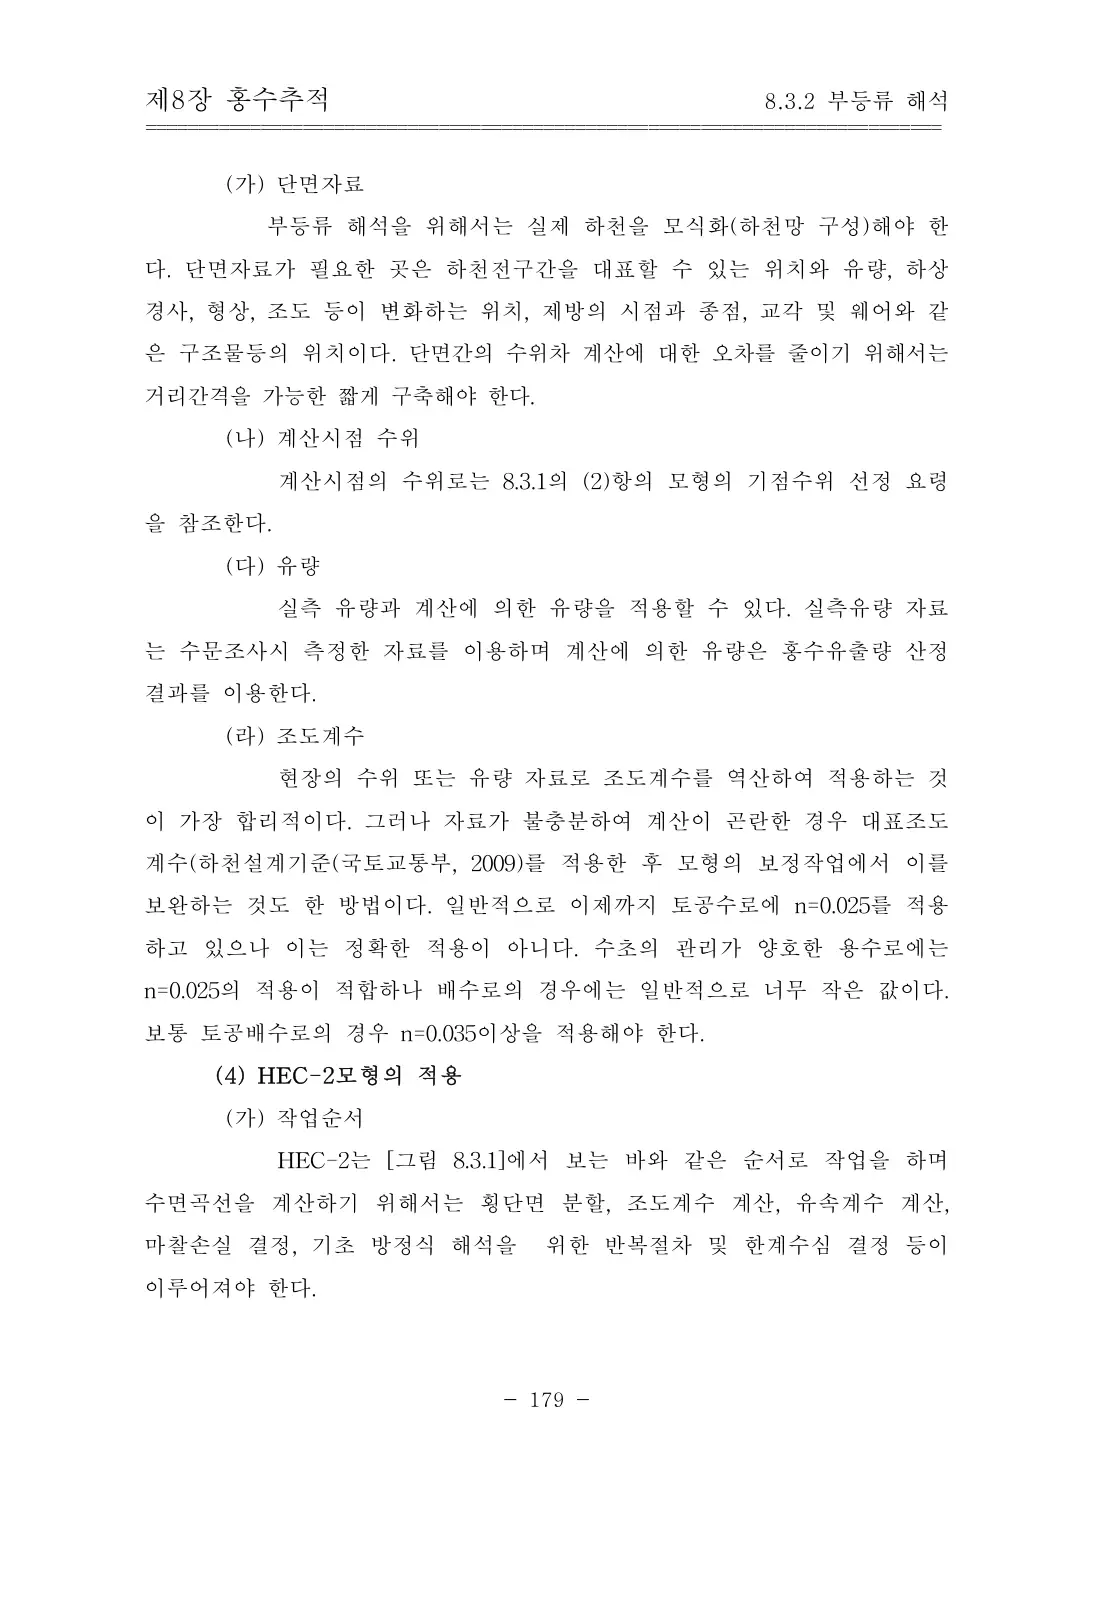 제8장 홍수추적 8.3.2 부등류 해석
(가) 단면자료
부등류 해석을 위해서는 실제 하천을 모식화(하천망 구성)해야 한
다. 단면자료가 필요한 곳은 하천전구간을 대표할 수 있는 위치와 유량, 하상
경사, 형상, 조도 등이 변화하는 위치, 제방의 시점과 종점, 교각 및 웨어와 같
은 구조물등의 위치이다. 단면간의 수위차 계산에 대한 오차를 줄이기 위해서는
거리간격을 가능한 짧게 구축해야 한다.
(나) 계산시점 수위
계산시점의 수위로는 8.3.1의 (2)항의 모형의 기점수위 선정 요령
을 참조한다.
(다) 유량
실측 유량과 계산에 의한 유량을 적용할 수 있다. 실측유량 자료
는 수문조사시 측정한 자료를 이용하며 계산에 의한 유량은 홍수유출량 산정
결과를 이용한다.
(라) 조도계수
현장의 수위 또는 유량 자료로 조도계수를 역산하여 적용하는 것
이 가장 합리적이다. 그러나 자료가 불충분하여 계산이 곤란한 경우 대표조도
계수(하천설계기준(국토교통부, 2009)를 적용한 후 모형의 보정작업에서 이를
보완하는 것도 한 방법이다. 일반적으로 이제까지 토공수로에 n=0.025를 적용
하고 있으나 이는 정확한 적용이 아니다. 수초의 관리가 양호한 용수로에는
n=0.025의 적용이 적합하나 배수로의 경우에는 일반적으로 너무 작은 값이다.
보통 토공배수로의 경우 n=0.035이상을 적용해야 한다.
(4) HEC-2모형의 적용
(가) 작업순서
HEC-2는 [그림 8.3.1]에서 보는 바와 같은 순서로 작업을 하며
수면곡선을 계산하기 위해서는 횡단면 분할, 조도계수 계산, 유속계수 계산,
마찰손실 결정, 기초 방정식 해석을 위한 반복절차 및 한계수심 결정 등이
이루어져야 한다.
- 179 -